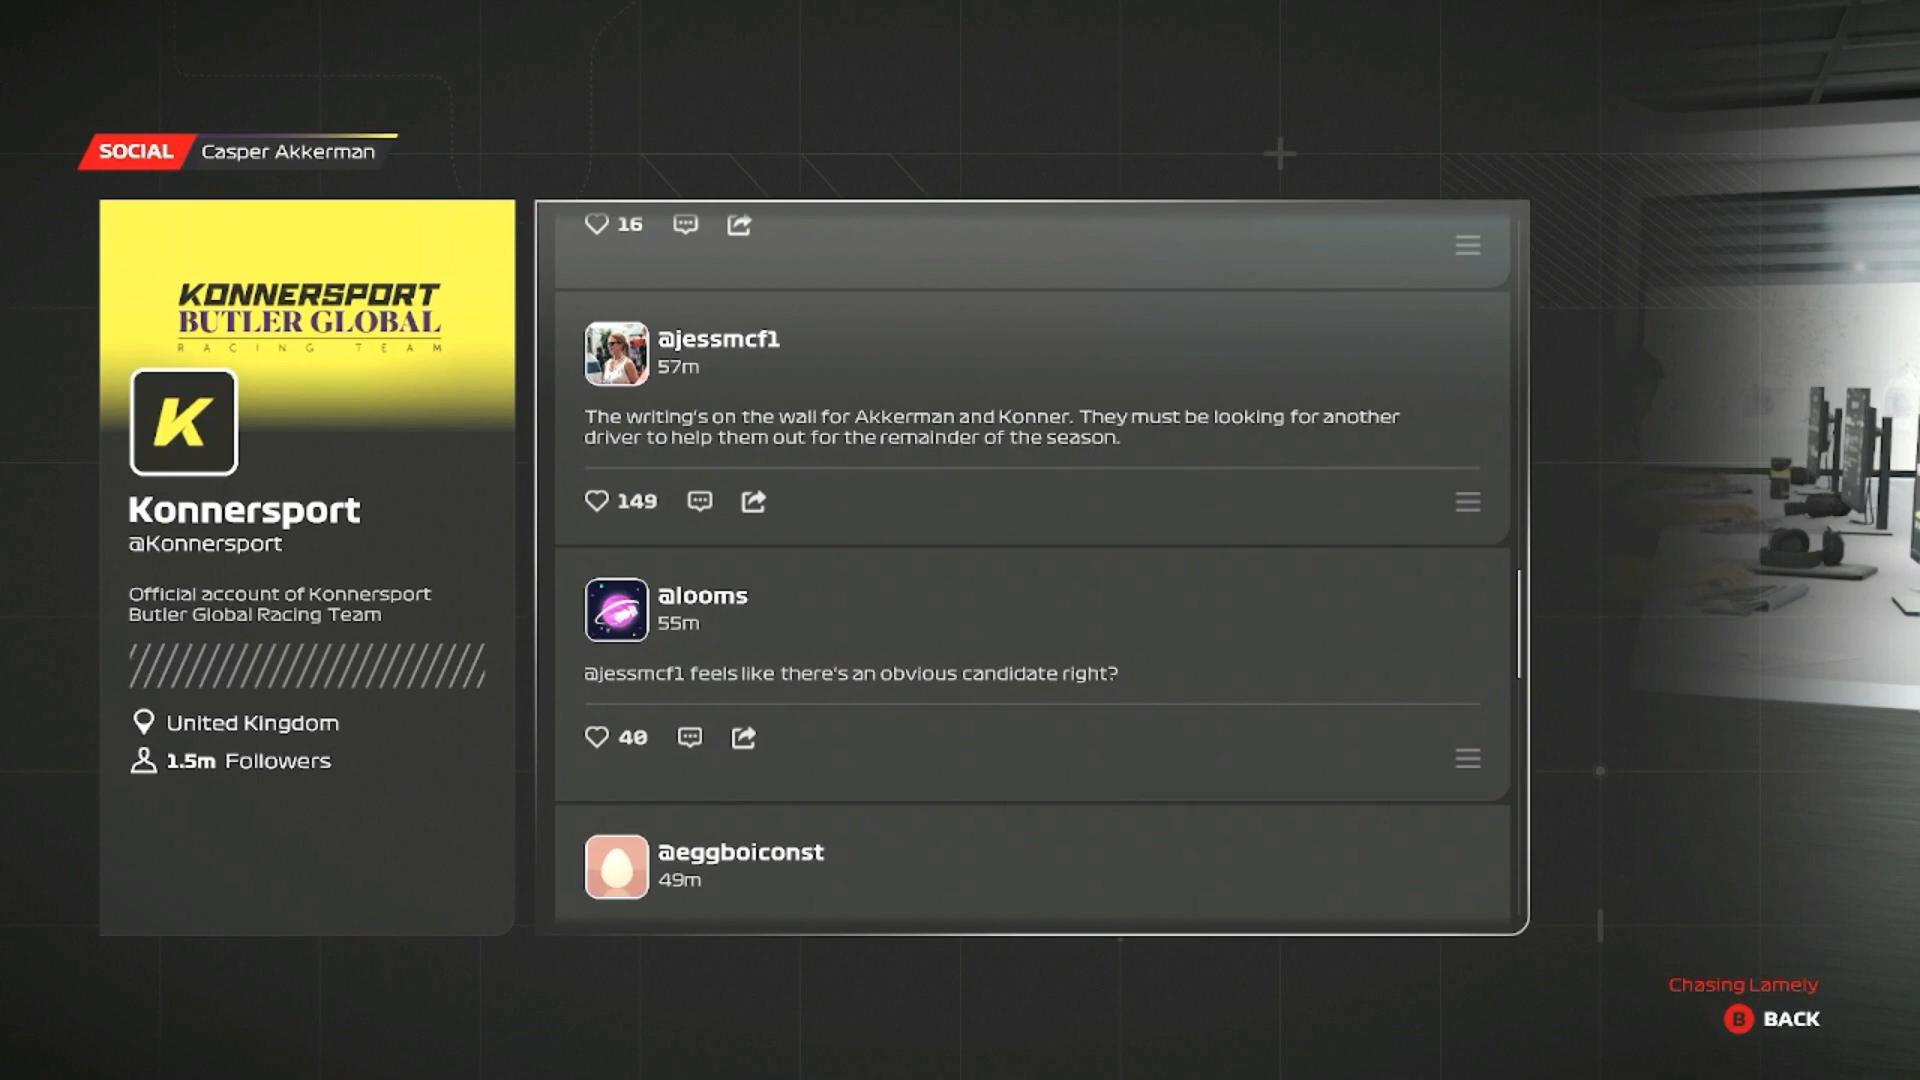 SOCIAL Casper Akkerman
KONNERSPORT
BUTLER GLOBAL
RACING TEAM
K
Konnersport
@Konnersport
Official account of Konnersport
Butler Global Racing Team
United Kingdom
1.5m Followers
16
@jessmcf1
57m
The writing's on the wall for Akkerman and Konner. They must be looking for another
driver to help them out for the remainder of the season.
149
@looms
55m
@jessmcf1 feels like there's an obvious candidate right?
40
@eggboiconst
49m
Chasing Lamely
B BACK